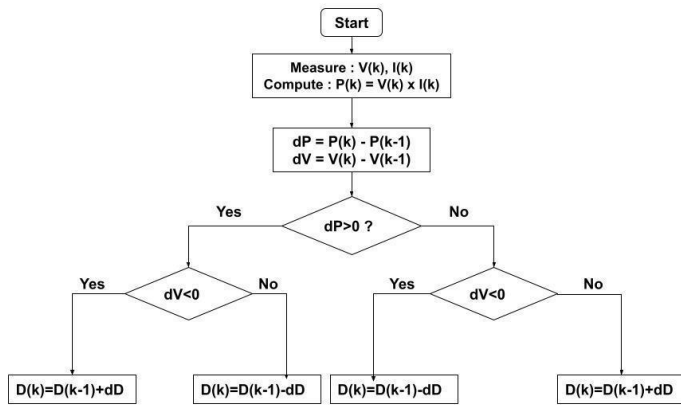 Start
Measure : V(k), I(k)
Compute : P(k) = V(k) x I(k)
dP = P(k) - P(k-1)
dV = V(k) - V(k-1)
Yes
dP>0 ?
No
Yes
dV<0
No
Yes
dV<0
No
D(k)=D(k-1)+dD
D(k)=D(k-1)-dD
D(k)=D(k-1)-dD
D(k)=D(k-1)+dD